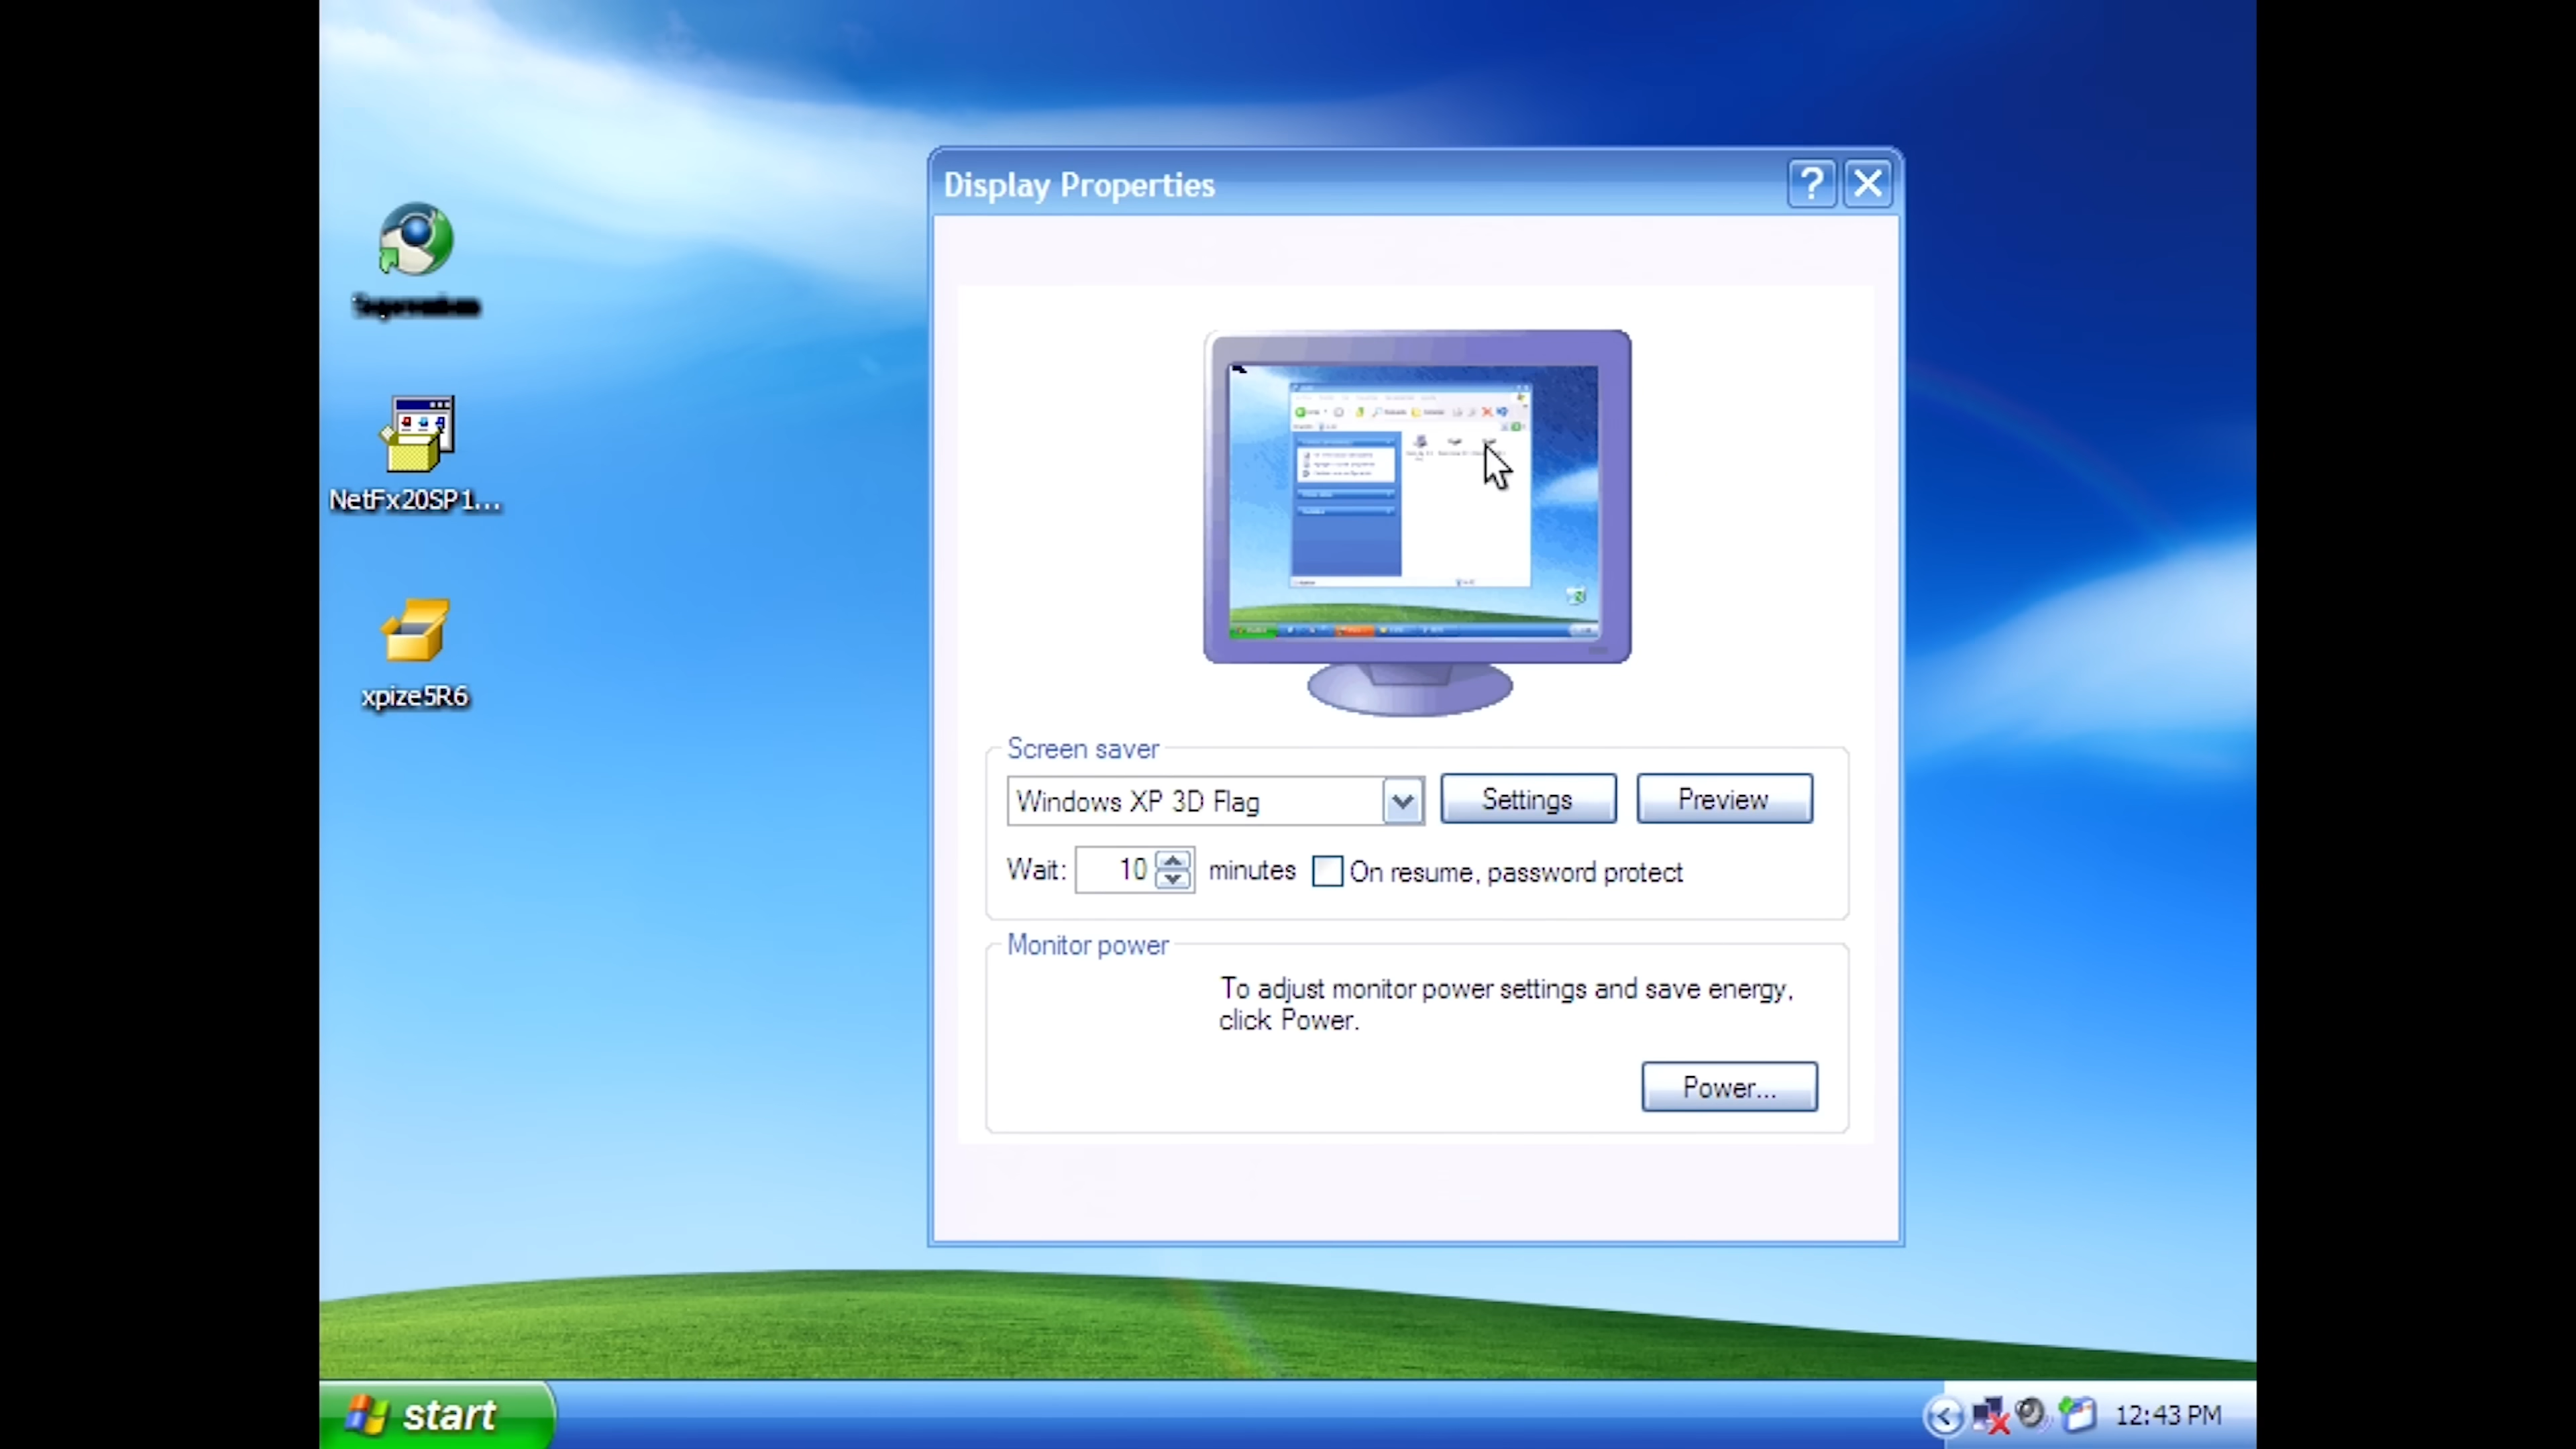 Display Properties
NetFx20SP1...
xpize5R6
Screen saver
Windows XP 3D Flag
Settings
Preview
Wait: 10 minutes
On resume, password protect
Monitor power
To adjust monitor power settings and save energy,
click Power.
Power...
start
12:43 PM